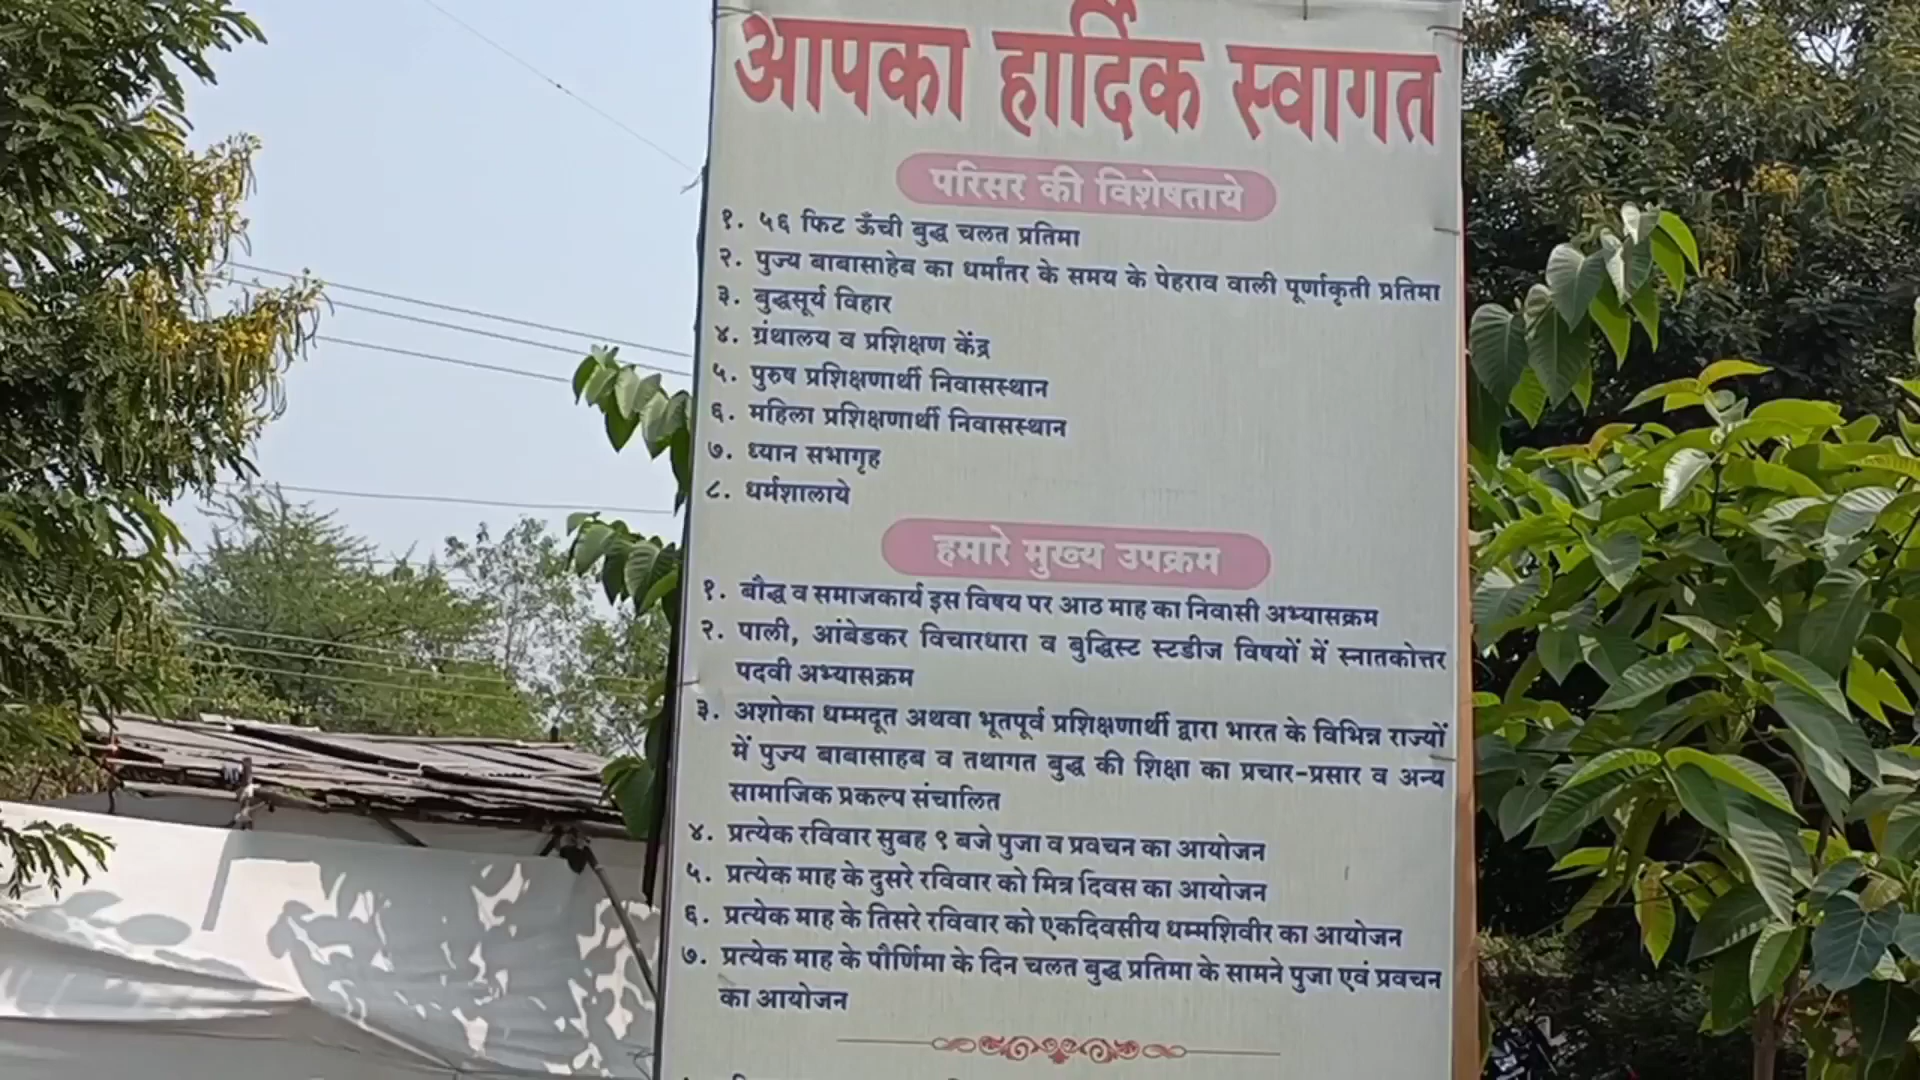 आपका हार्दिक स्वागत
परिसर की विशेषताये
१. ५६ फिट ऊँची बुद्ध चलत प्रतिमा
२. पुज्य बाबासाहेब का धर्मांतर के समय के पेहराव वाली पूर्णाकृती प्रतिमा
३. बुद्धसूर्य विहार
४. ग्रंथालय व प्रशिक्षण केंद्र
५. पुरुष प्रशिक्षणार्थी निवासस्थान
६. महिला प्रशिक्षणार्थी निवासस्थान
७. ध्यान सभागृह
८. धर्मशालाये
हमारे मुख्य उपक्रम
१. बौद्ध व समाजकार्य इस विषय पर आठ माह का निवासी अभ्यासक्रम
२. पाली, आंबेडकर विचारधारा व बुद्धिस्ट स्टडीज विषयों में स्नातकोत्तर
पदवी अभ्यासक्रम
३. अशोका धम्मदूत अथवा भूतपूर्व प्रशिक्षणार्थी द्वारा भारत के विभिन्न राज्यों
में पुज्य बाबासाहब व तथागत बुद्ध की शिक्षा का प्रचार-प्रसार व अन्य
सामाजिक प्रकल्प संचालित
४. प्रत्येक रविवार सुबह ९ बजे पुजा व प्रवचन का आयोजन
५. प्रत्येक माह के दुसरे रविवार को मित्र दिवस का आयोजन
६. प्रत्येक माह के तिसरे रविवार को एकदिवसीय धम्मशिवीर का आयोजन
७. प्रत्येक माह के पौर्णिमा के दिन चलत बुद्ध प्रतिमा के सामने पुजा एवं प्रवचन
का आयोजन